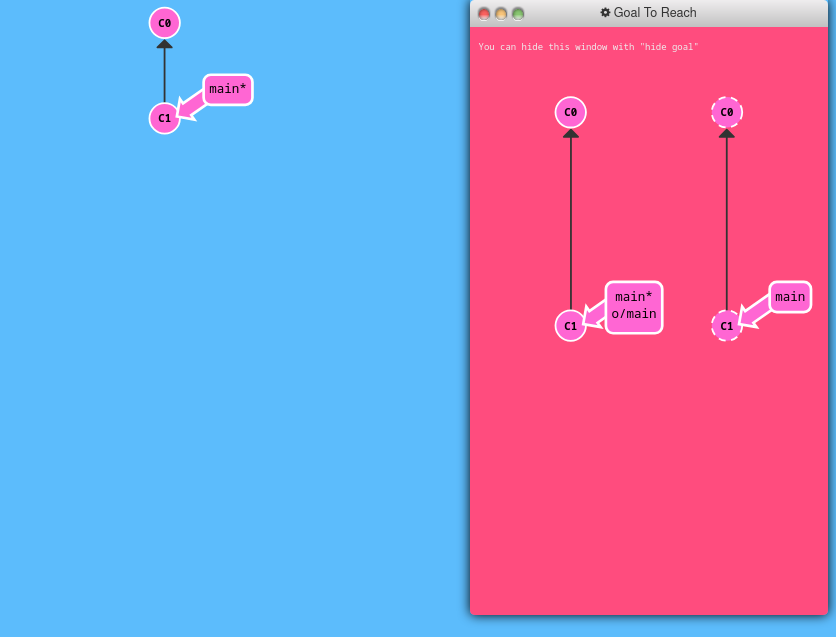 C0
main*
C1
Goal To Reach
You can hide this window with "hide goal"
C0
C0
main*
o/main
main
C1
C1